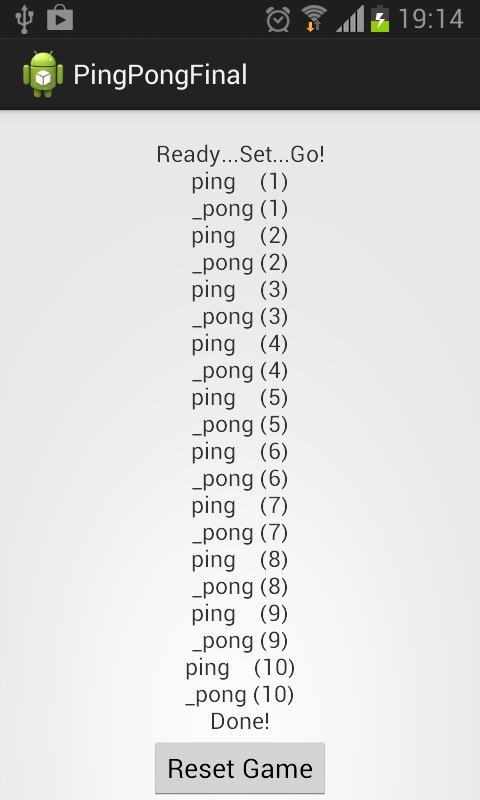 19:14
PingPongFinal
Ready...Set...Go!
ping (1)
_pong (1)
ping (2)
_pong (2)
ping (3)
_pong (3)
ping (4)
_pong (4)
ping (5)
_pong (5)
ping (6)
_pong (6)
ping (7)
_pong (7)
ping (8)
_pong (8)
ping (9)
_pong (9)
ping (10)
_pong (10)
Done!
Reset Game